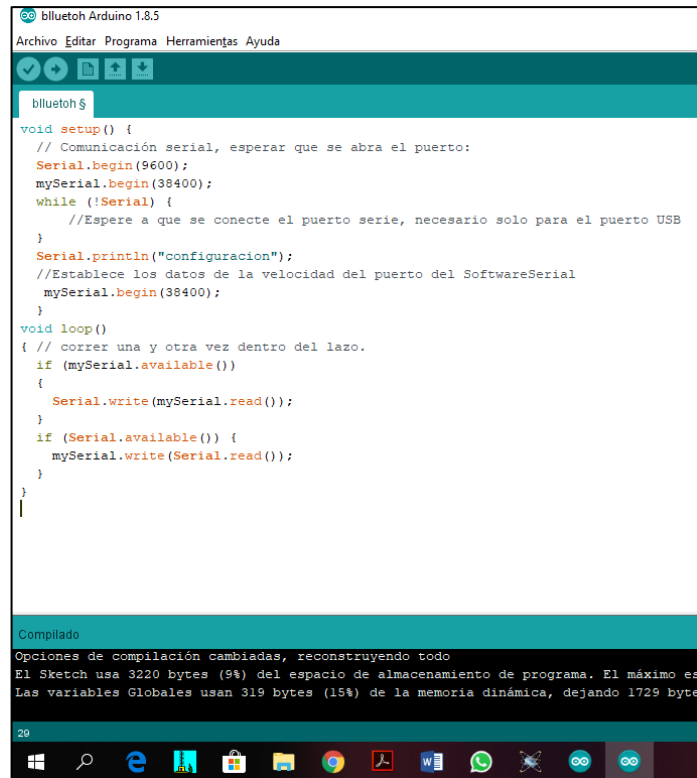 blluetoh Arduino 1.8.5
Archivo Editar Programa Herramientas Ayuda
blluetoh §
void setup() {
// Comunicación serial, esperar que se abra el puerto:
Serial.begin(9600);
mySerial.begin(38400);
while (!Serial) {
//Espere a que se conecte el puerto serie, necesario solo para el puerto USB
}
Serial.println("configuracion");
//Establece los datos de la velocidad del puerto del SoftwareSerial
mySerial.begin(38400);
}
void loop()
{ // correr una y otra vez dentro del lazo.
if (mySerial.available())
{
Serial.write(mySerial.read());
}
if (Serial.available()) {
mySerial.write(Serial.read());
}
}
Compilado
Opciones de compilación cambiadas, reconstruyendo todo
El Sketch usa 3220 bytes (9%) del espacio de almacenamiento de programa. El máximo es
Las variables Globales usan 319 bytes (15%) de la memoria dinámica, dejando 1729 byte
29